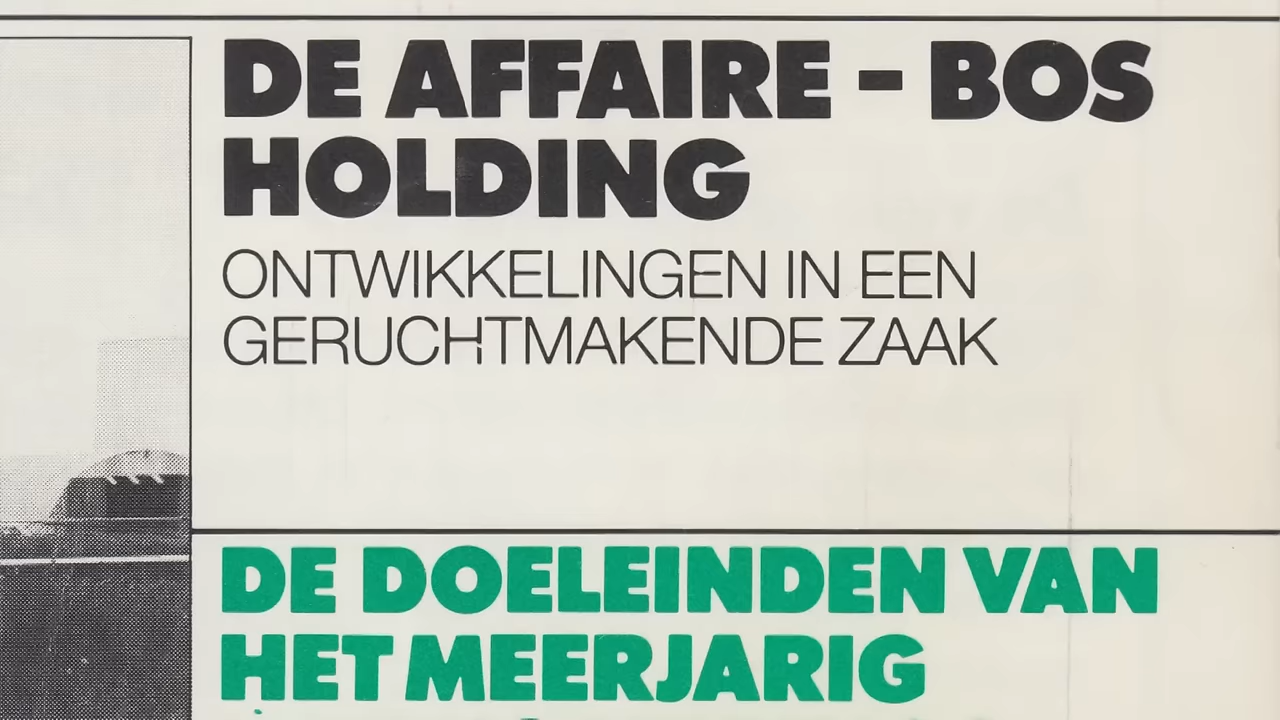 DE AFFAIRE - BOS
HOLDING
ONTWIKKELINGEN IN EEN
GERUCHTMAKENDE ZAAK
DE DOELEINDEN VAN
HET MEERJARIG